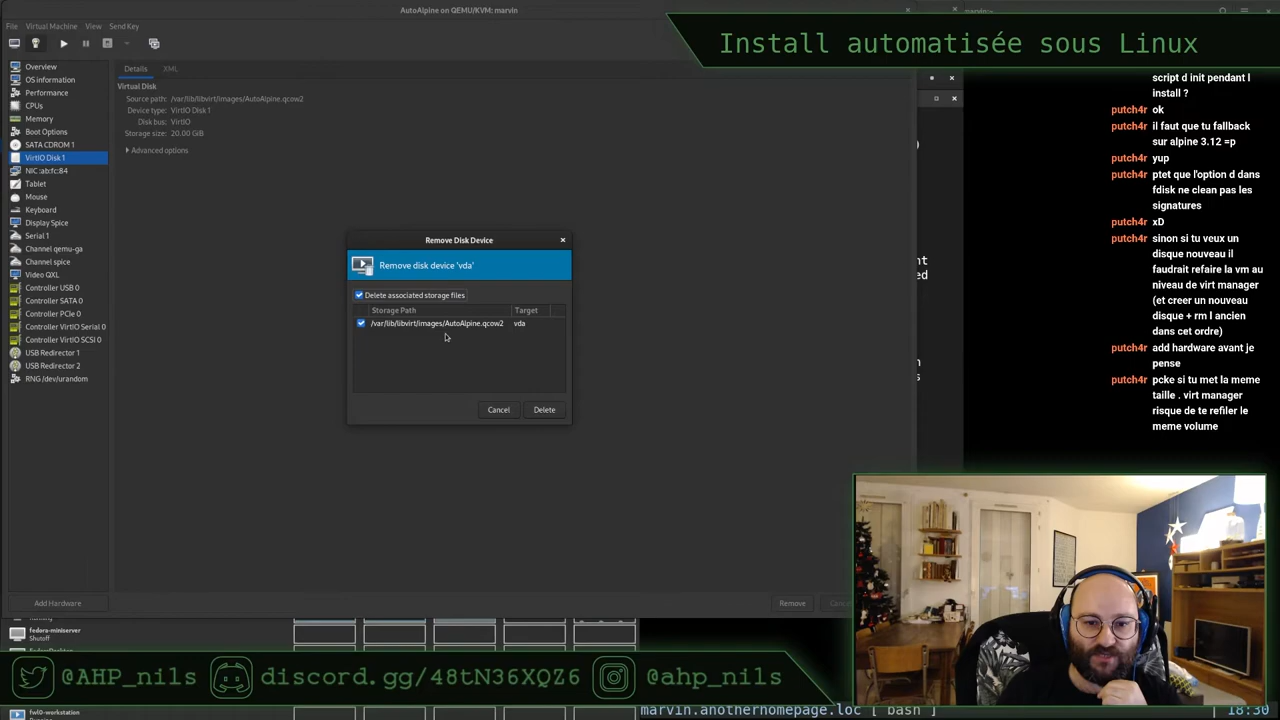 AutoAlpine on QEMU/KVM: marvin
File Virtual Machine View Send Key
Install automatisée sous Linux
Overview
OS information
Performance
CPUs
Memory
Boot Options
SATA CDROM 1
VirtIO Disk 1
NIC :ab:fc:84
Tablet
Mouse
Keyboard
Display Spice
Serial 1
Channel qemu-ga
Channel spice
Video QXL
Controller USB 0
Controller SATA 0
Controller PCIe 0
Controller VirtIO Serial 0
Controller VirtIO SCSI 0
USB Redirector 1
USB Redirector 2
RNG /dev/urandom
Add Hardware
Details XML
Virtual Disk
Source path: /var/lib/libvirt/images/AutoAlpine.qcow2
Device type: VirtIO Disk 1
Disk bus: VirtIO
Storage size: 20.00 GiB
Advanced options
Remove Disk Device
Remove disk device 'vda'
Delete associated storage files
Storage Path Target
/var/lib/libvirt/images/AutoAlpine.qcow2 vda
Cancel Delete
Remove
script d init pendant l
install ?
putch4r ok
putch4r il faut que tu fallback
sur alpine 3.12 =p
putch4r yup
putch4r ptet que l'option d dans
fdisk ne clean pas les
signatures
putch4r xD
putch4r sinon si tu veux un
disque nouveau il
faudrait refaire la vm au
niveau de virt manager
(et creer un nouveau
disque + rm l ancien
dans cet ordre)
putch4r add hardware avant je
pense
putch4r pcke si tu met la meme
taille . virt manager
risque de te refiler le
meme volume
fedora-miniserver
Shutoff
@AHP_nils discord.gg/48tN36XQZ6 @ahp_nils
fwl0-workstation
marvin.anothermomepage.loc [ bash ] 18:30